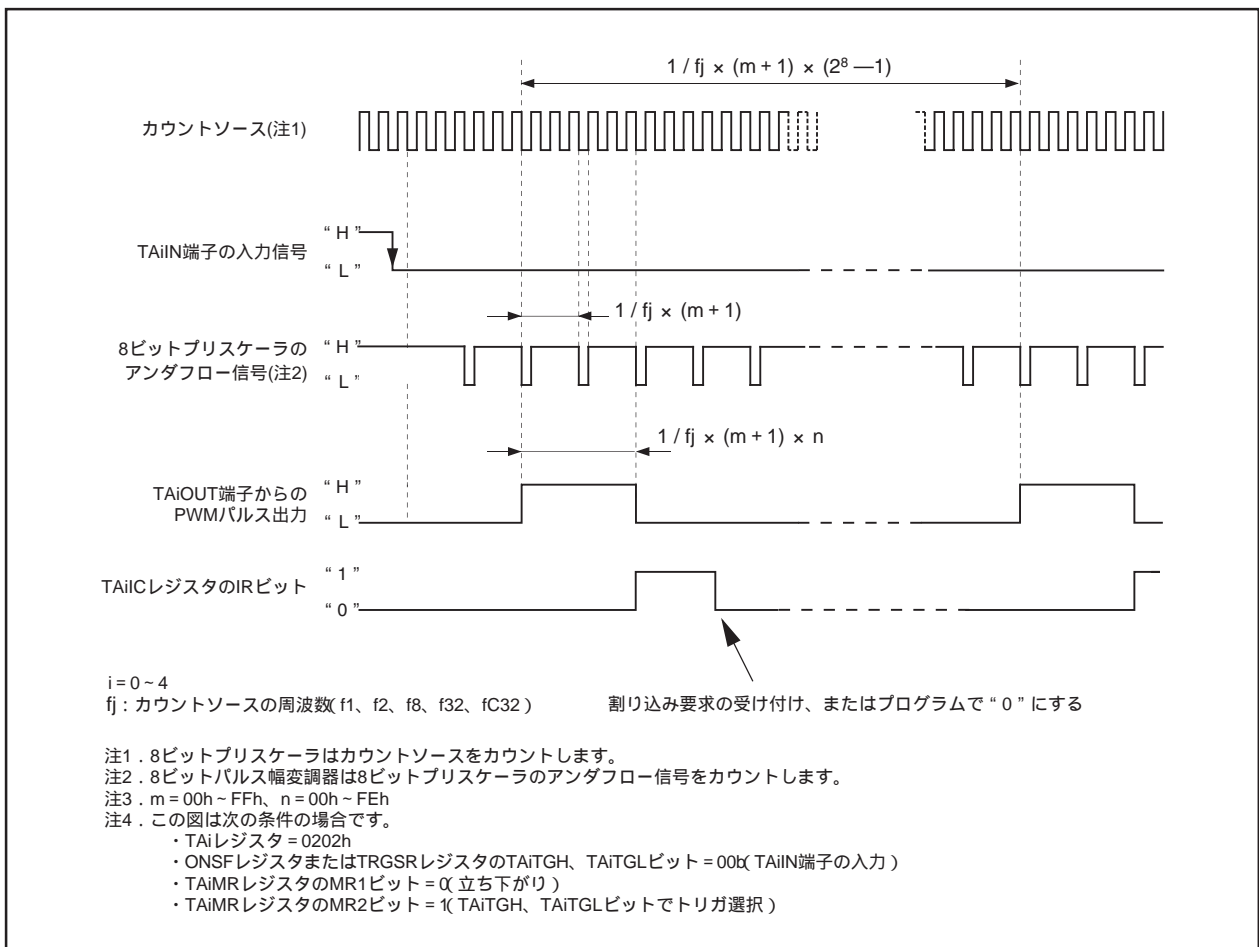 1 / fj × (m + 1) × (2⁸ —1)
カウントソース(注1)
TAiIN端子の入力信号
“ H ”
“ L ”
1 / fj × (m + 1)
8ビットプリスケーラの
アンダフロー信号(注2)
“ H ”
“ L ”
1 / fj × (m + 1) × n
TAiOUT端子からの
PWMパルス出力
“ H ”
“ L ”
TAiICレジスタのIRビット
“ 1 ”
“ 0 ”
i = 0 ~ 4
fj : カウントソースの周波数( f1、f2、f8、f32、fC32 )
割り込み要求の受け付け、またはプログラムで “ 0 ” にする
注1 . 8ビットプリスケーラはカウントソースをカウントします。
注2 . 8ビットパルス幅変調器は8ビットプリスケーラのアンダフロー信号をカウントします。
注3 . m = 00h ~ FFh、n = 00h ~ FEh
注4 . この図は次の条件の場合です。
・TAiレジスタ = 0202h
・ONSFレジスタまたはTRGSRレジスタのTAiTGH、TAiTGLビット = 00b( TAiIN端子の入力 )
・TAiMRレジスタのMR1ビット = 0( 立ち下がり )
・TAiMRレジスタのMR2ビット = 1( TAiTGH、TAiTGLビットでトリガ選択 )